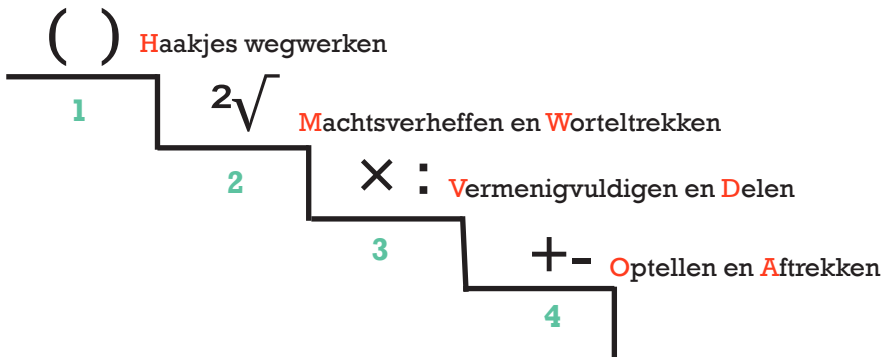 ( ) Haakjes wegwerken
1
2√ Machtsverheffen en Worteltrekken
2
× : Vermenigvuldigen en Delen
3
+- Optellen en Aftrekken
4